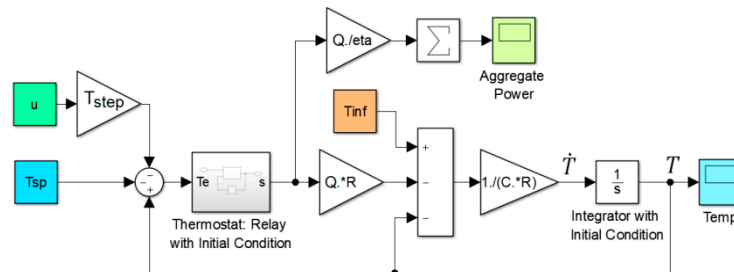 Q./eta
Aggregate
Power
u
Tstep
Tinf
+
−
−
Tsp
−
−
+
Te
s
Thermostat: Relay
with Initial Condition
Q.*R
1./(C.*R)
Ṫ
1
s
Integrator with
Initial Condition
T
Temp